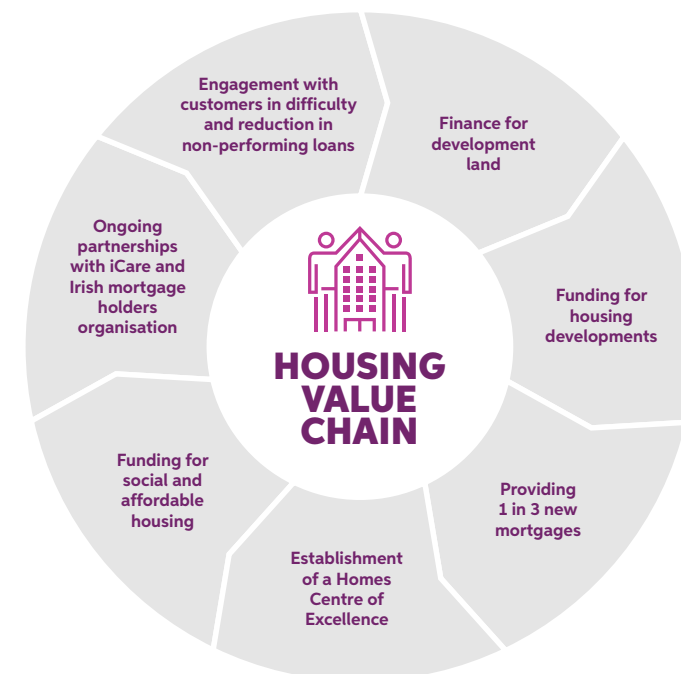 HOUSING
VALUE
CHAIN
Engagement with
customers in difficulty
and reduction in
non-performing loans
Finance for
development
land
Funding for
housing
developments
Providing
1 in 3 new
mortgages
Establishment
of a Homes
Centre of
Excellence
Funding for
social and
affordable
housing
Ongoing
partnerships
with iCare and
Irish mortgage
holders
organisation